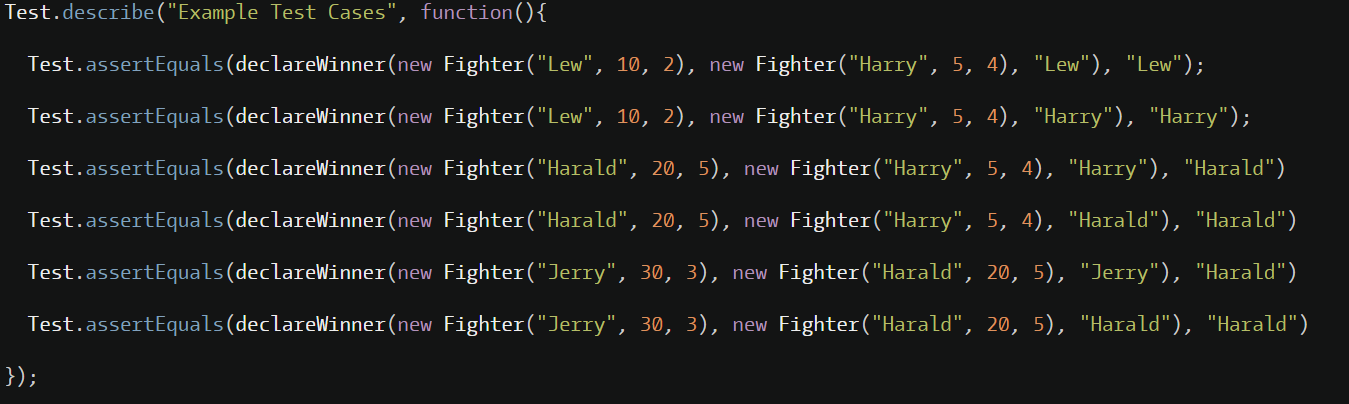 Test.describe("Example Test Cases", function(){
Test.assertEquals(declareWinner(new Fighter("Lew", 10, 2), new Fighter("Harry", 5, 4), "Lew"), "Lew");
Test.assertEquals(declareWinner(new Fighter("Lew", 10, 2), new Fighter("Harry", 5, 4), "Harry"), "Harry");
Test.assertEquals(declareWinner(new Fighter("Harald", 20, 5), new Fighter("Harry", 5, 4), "Harry"), "Harald")
Test.assertEquals(declareWinner(new Fighter("Harald", 20, 5), new Fighter("Harry", 5, 4), "Harald"), "Harald")
Test.assertEquals(declareWinner(new Fighter("Jerry", 30, 3), new Fighter("Harald", 20, 5), "Jerry"), "Harald")
Test.assertEquals(declareWinner(new Fighter("Jerry", 30, 3), new Fighter("Harald", 20, 5), "Harald"), "Harald")
});